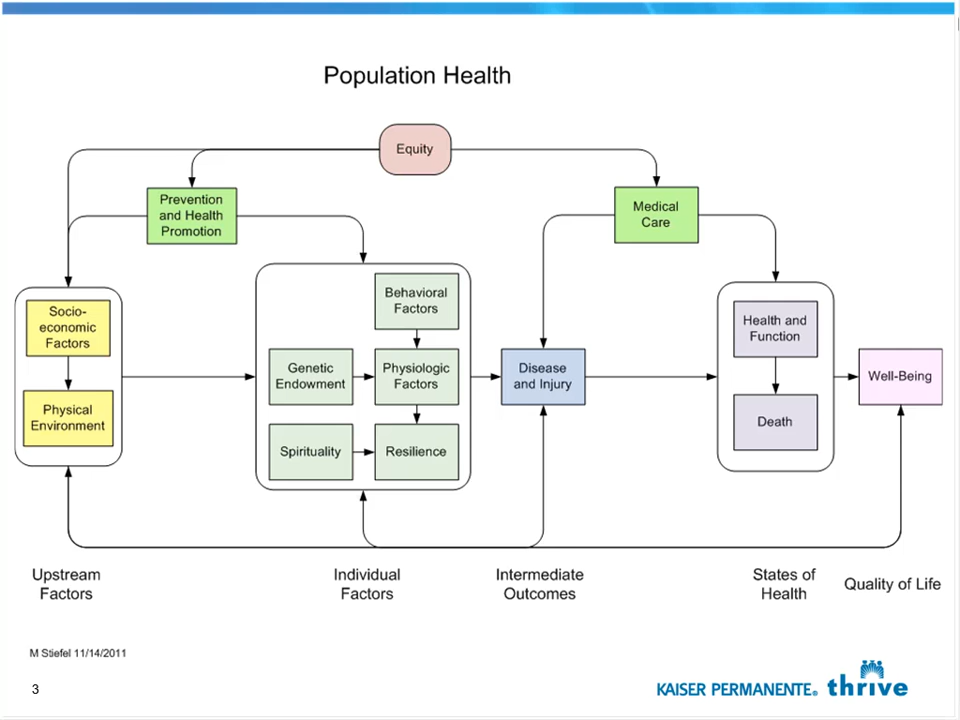 Population Health
Equity
Prevention
and Health
Promotion
Medical
Care
Socio-
economic
Factors
Physical
Environment
Behavioral
Factors
Genetic
Endowment
Physiologic
Factors
Spirituality
Resilience
Disease
and Injury
Health and
Function
Death
Well-Being
Upstream
Factors
Individual
Factors
Intermediate
Outcomes
States of
Health
Quality of Life
M Stiefel 11/14/2011
3
KAISER PERMANENTE® thrive